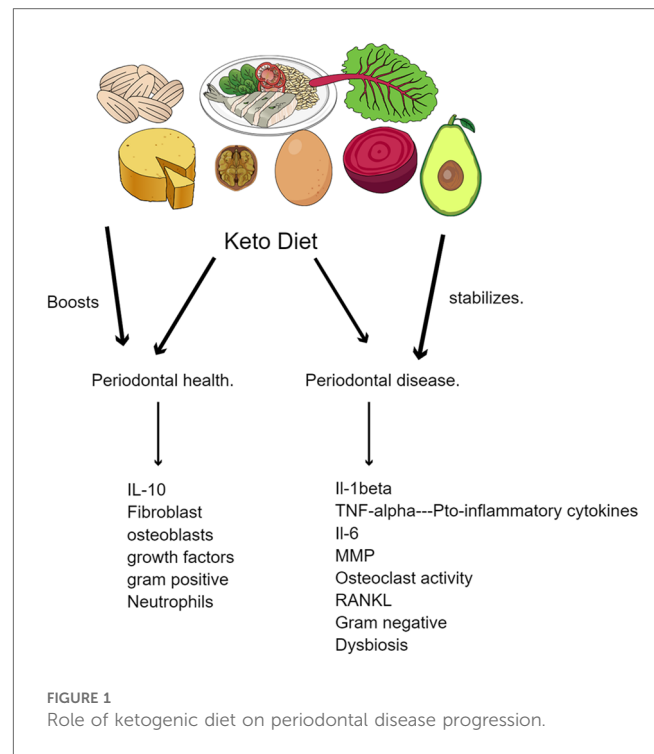 Keto Diet
Boosts
stabilizes.
Periodontal health.
Periodontal disease.
IL-10
Fibroblast
osteoblasts
growth factors
gram positive
Neutrophils
Il-1beta
TNF-alpha---Pto-inflammatory cytokines
Il-6
MMP
Osteoclast activity
RANKL
Gram negative
Dysbiosis
FIGURE 1
Role of ketogenic diet on periodontal disease progression.